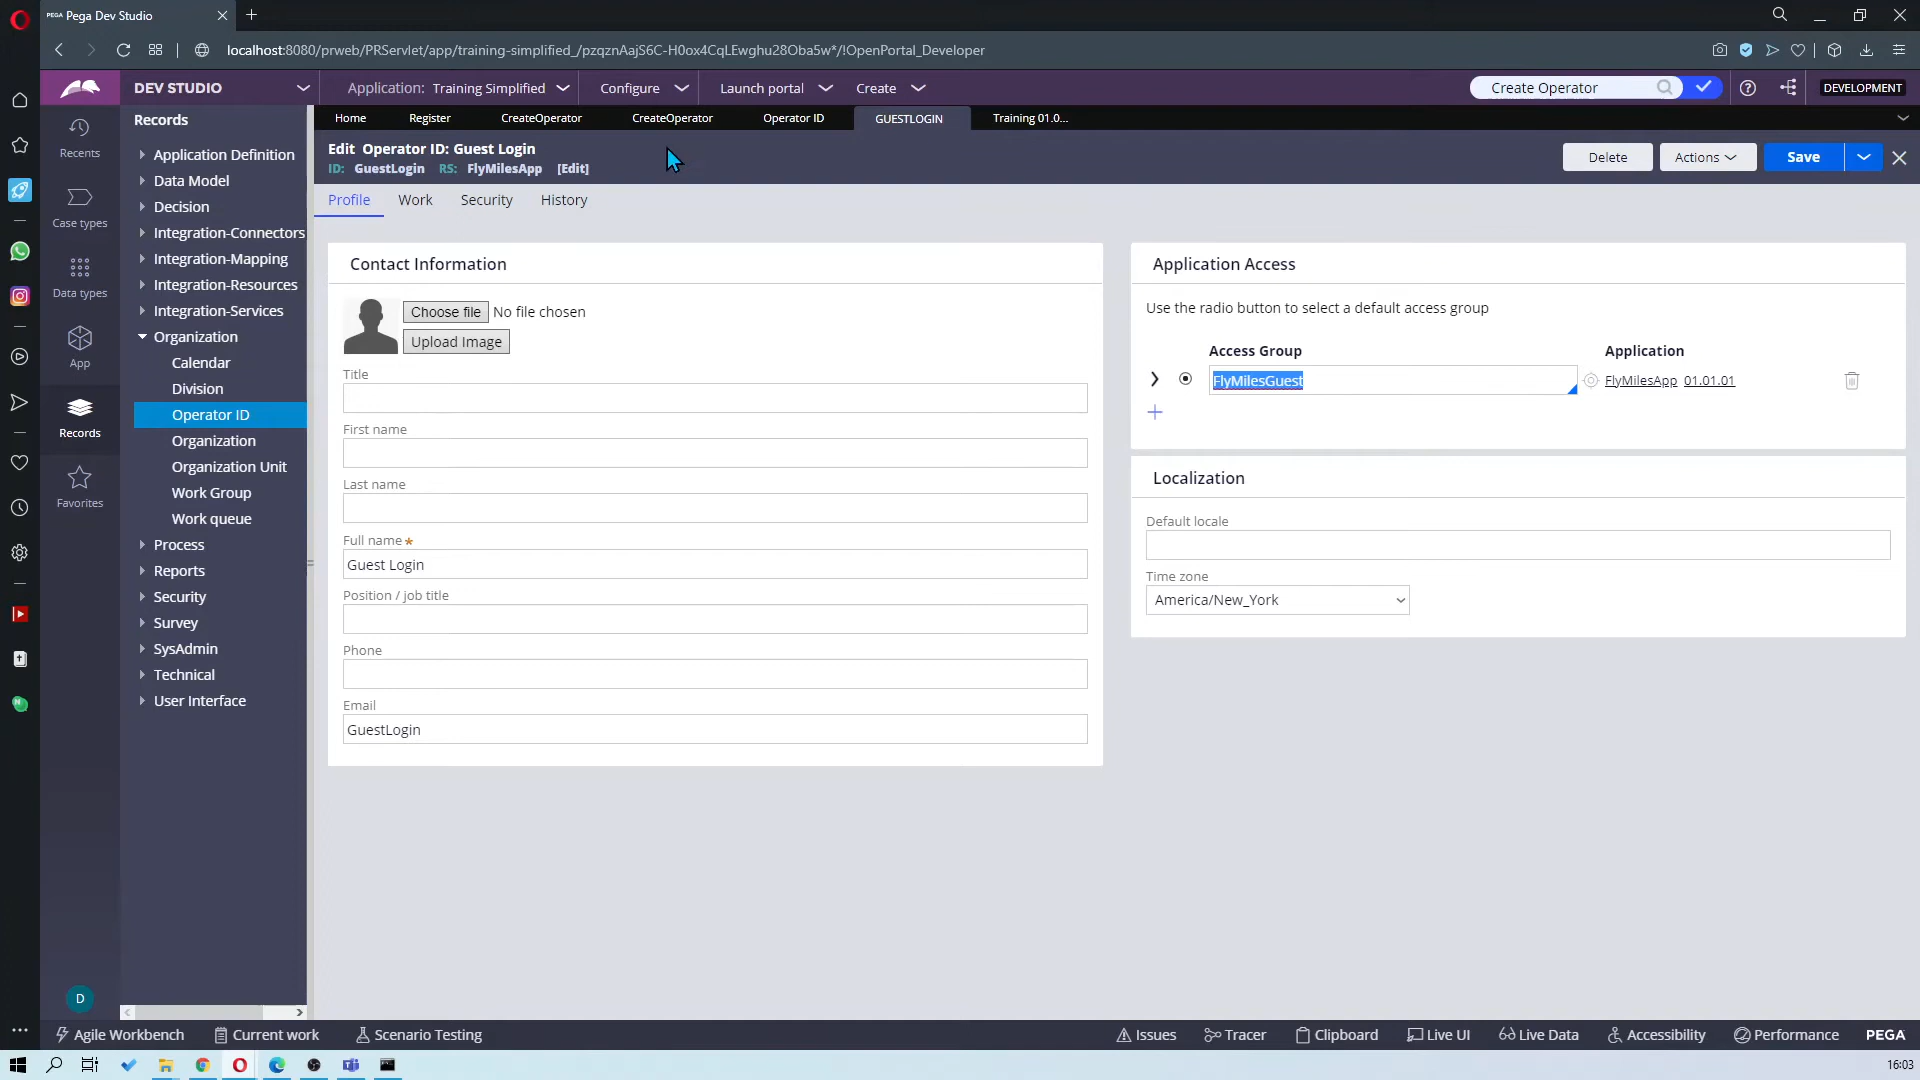 PEGA Pega Dev Studio
localhost:8080/prweb/PRServlet/app/training-simplified_/pzqznAajS6C-H0ox4CqLEwghu28Oba5w*/!OpenPortal_Developer
DEV STUDIO
Application: Training Simplified
Configure
Launch portal
Create
Create Operator
DEVELOPMENT
Home
Register
CreateOperator
CreateOperator
Operator ID
GUESTLOGIN
Training 01.0...
Recents
Case types
Data types
App
Records
Favorites
D
Records
Application Definition
Data Model
Decision
Integration-Connectors
Integration-Mapping
Integration-Resources
Integration-Services
Organization
Calendar
Division
Operator ID
Organization
Organization Unit
Work Group
Work queue
Process
Reports
Security
Survey
SysAdmin
Technical
User Interface
Edit Operator ID: Guest Login
ID: GuestLogin RS: FlyMilesApp [Edit]
Delete
Actions
Save
Profile
Work
Security
History
Contact Information
Choose file No file chosen
Upload Image
Title
First name
Last name
Full name *
Guest Login
Position / job title
Phone
Email
GuestLogin
Application Access
Use the radio button to select a default access group
Access Group
Application
FlyMilesGuest
FlyMilesApp 01.01.01
Localization
Default locale
Time zone
America/New_York
Agile Workbench
Current work
Scenario Testing
Issues
Tracer
Clipboard
Live UI
Live Data
Accessibility
Performance
PEGA
16:03